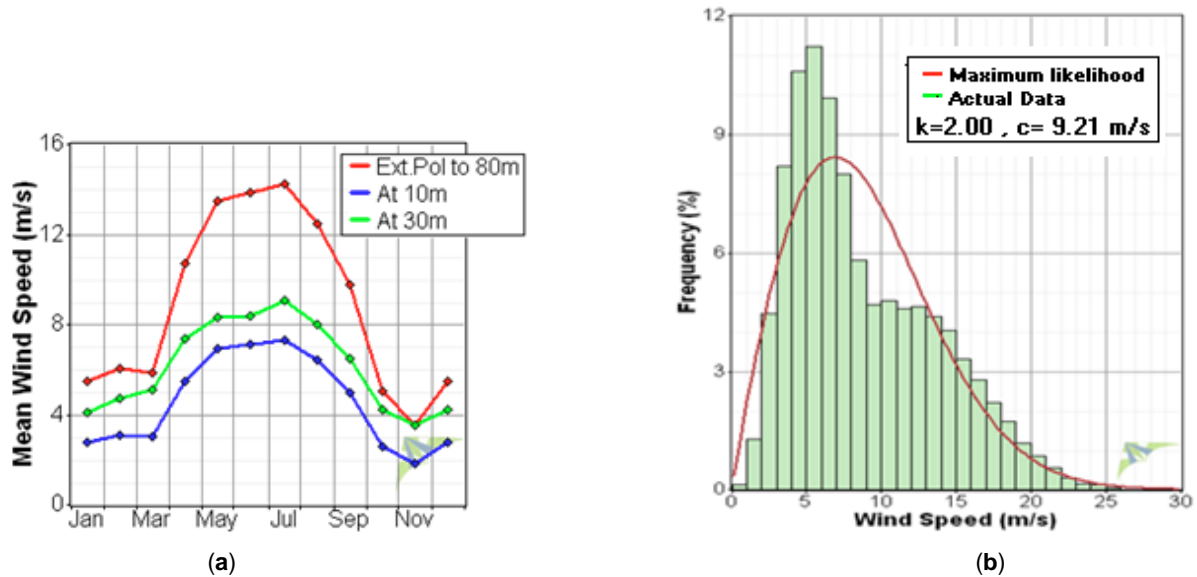 16
12
8
4
0
Mean Wind Speed (m/s)
Ext.Pol to 80m
At 10m
At 30m
Jan Mar May Jul Sep Nov
(a)
12
9
6
3
0
Frequency (%)
Maximum likelihood
Actual Data
k=2.00 , c= 9.21 m/s
0 5 10 15 20 25 30
Wind Speed (m/s)
(b)